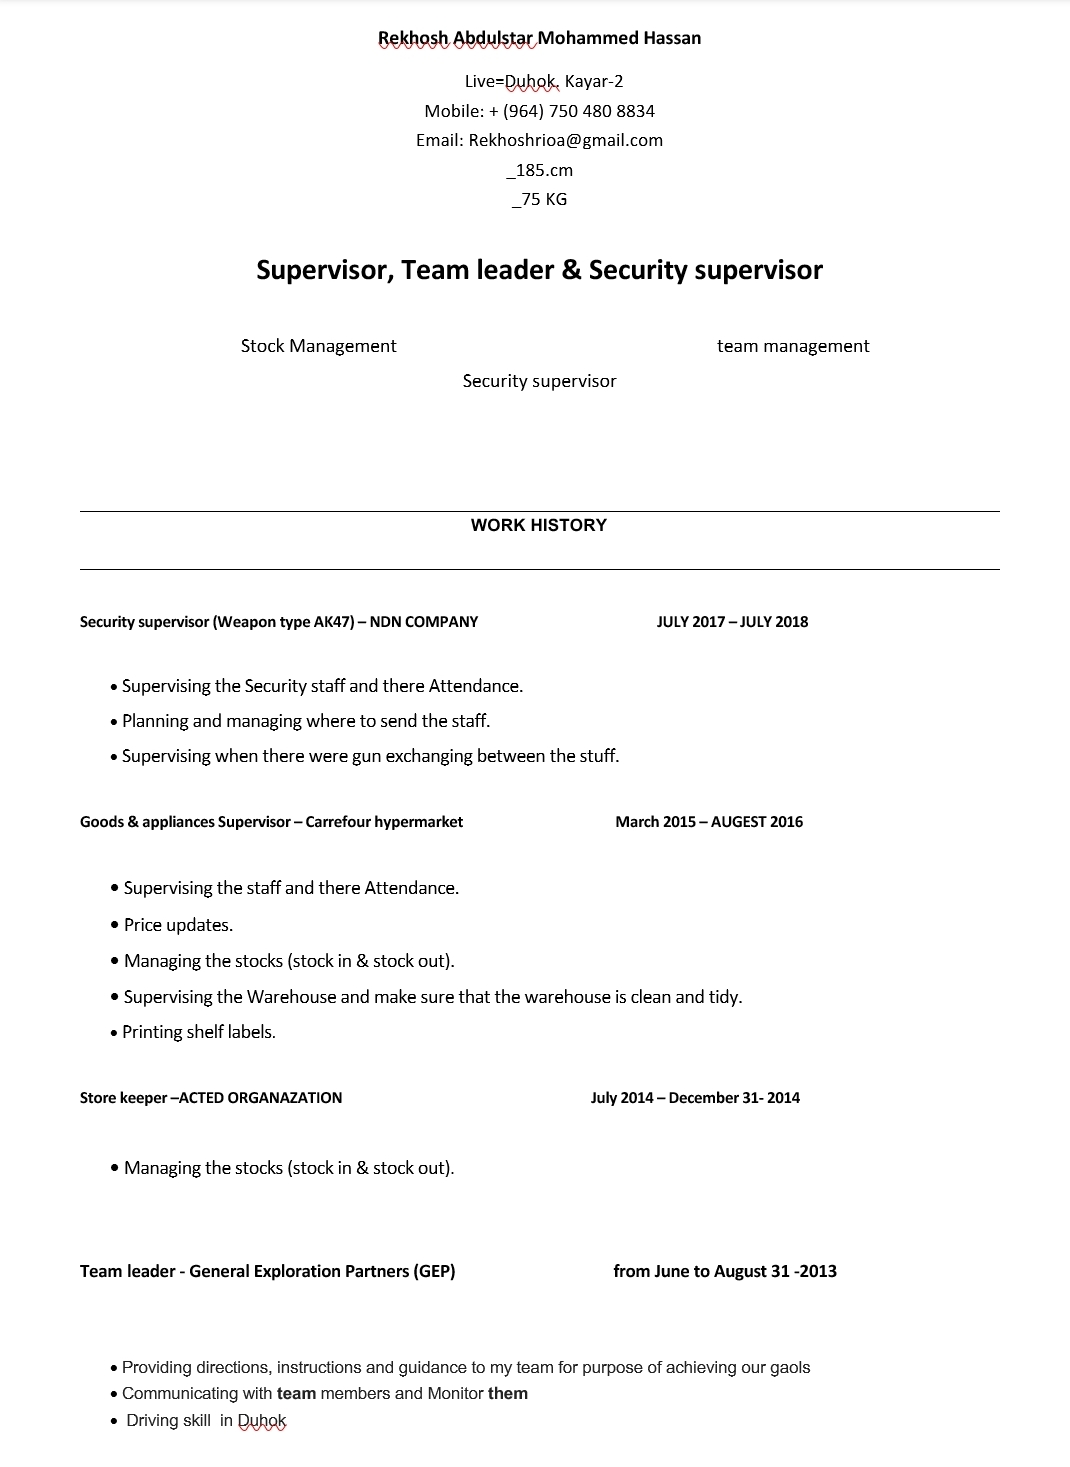 Rekhosh Abdulstar Mohammed Hassan
Live=Duhok, Kayar-2
Mobile: + (964) 750 480 8834
Email: Rekhoshrioa@gmail.com
_185.cm
_75 KG
Supervisor, Team leader & Security supervisor
Stock Management team management
Security supervisor
WORK HISTORY
Security supervisor (Weapon type AK47) – NDN COMPANY JULY 2017 – JULY 2018
• Supervising the Security staff and there Attendance.
• Planning and managing where to send the staff.
• Supervising when there were gun exchanging between the stuff.
Goods & appliances Supervisor – Carrefour hypermarket March 2015 – AUGEST 2016
• Supervising the staff and there Attendance.
• Price updates.
• Managing the stocks (stock in & stock out).
• Supervising the Warehouse and make sure that the warehouse is clean and tidy.
• Printing shelf labels.
Store keeper –ACTED ORGANAZATION July 2014 – December 31- 2014
• Managing the stocks (stock in & stock out).
Team leader - General Exploration Partners (GEP) from June to August 31 -2013
• Providing directions, instructions and guidance to my team for purpose of achieving our gaols
• Communicating with team members and Monitor them
• Driving skill in Duhok